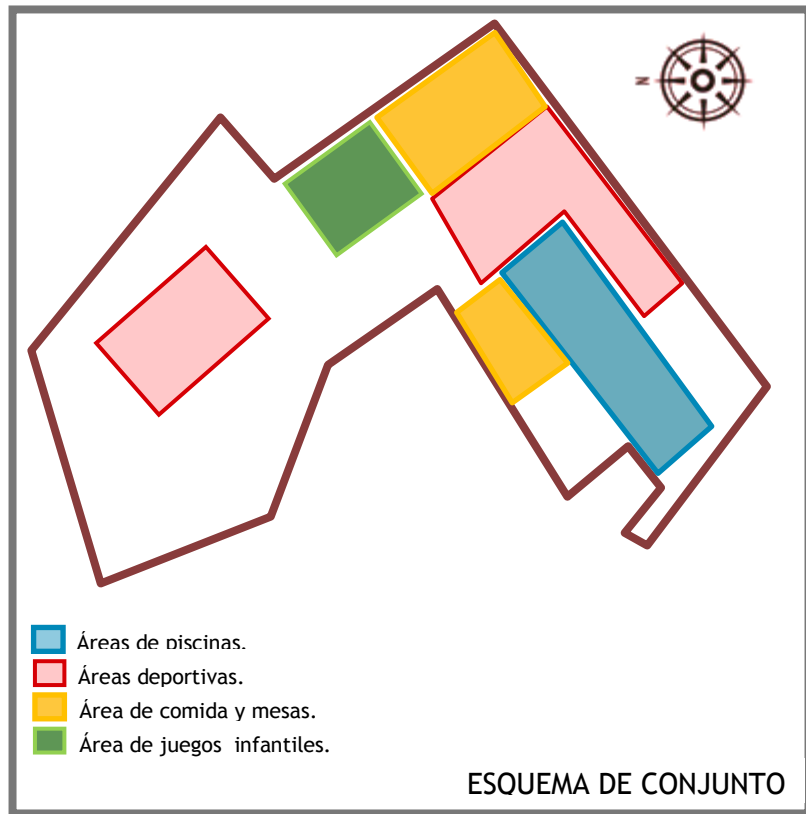 N
Áreas de piscinas.
Áreas deportivas.
Área de comida y mesas.
Área de juegos infantiles.
ESQUEMA DE CONJUNTO